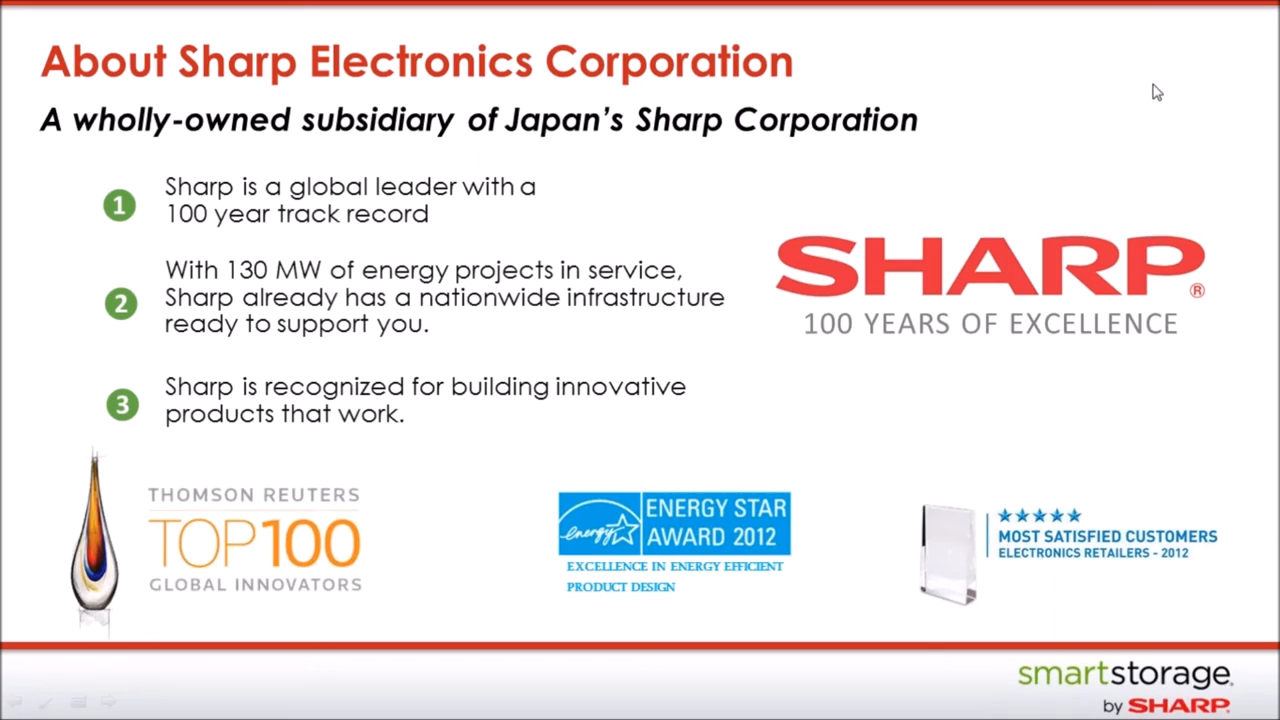 About Sharp Electronics Corporation
A wholly-owned subsidiary of Japan's Sharp Corporation
1
Sharp is a global leader with a
100 year track record
2
With 130 MW of energy projects in service,
Sharp already has a nationwide infrastructure
ready to support you.
3
Sharp is recognized for building innovative
products that work.
SHARP®
100 YEARS OF EXCELLENCE
THOMSON REUTERS
TOP100
GLOBAL INNOVATORS
energy
ENERGY STAR
AWARD 2012
EXCELLENCE IN ENERGY EFFICIENT
PRODUCT DESIGN
MOST SATISFIED CUSTOMERS
ELECTRONICS RETAILERS - 2012
smartstorage
by SHARP